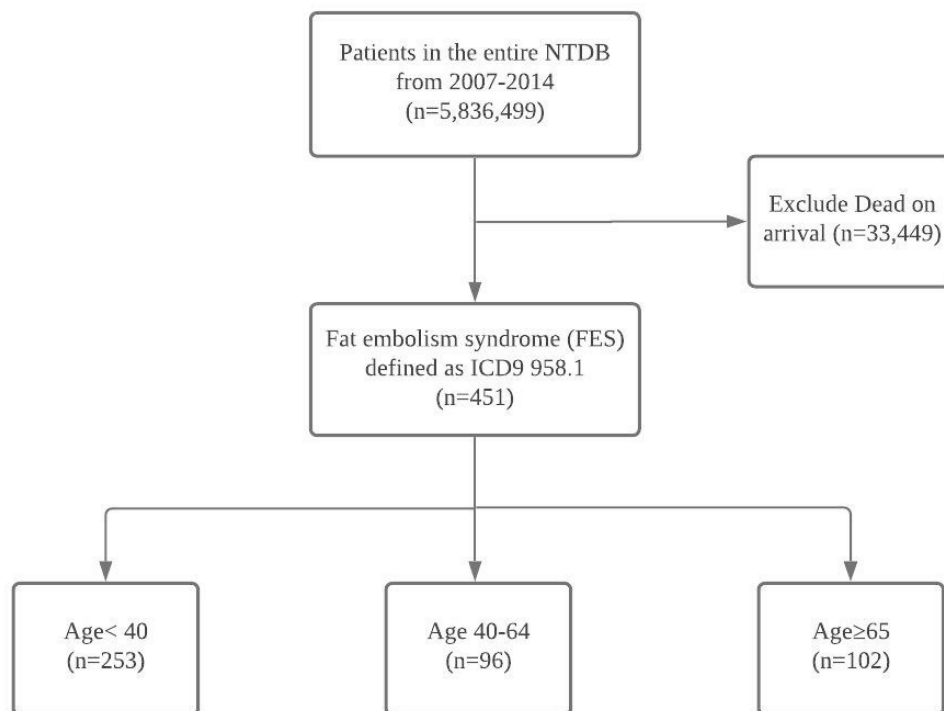 Patients in the entire NTDB
from 2007-2014
(n=5,836,499)
Exclude Dead on
arrival (n=33,449)
Fat embolism syndrome (FES)
defined as ICD9 958.1
(n=451)
Age< 40
(n=253)
Age 40-64
(n=96)
Age≥65
(n=102)